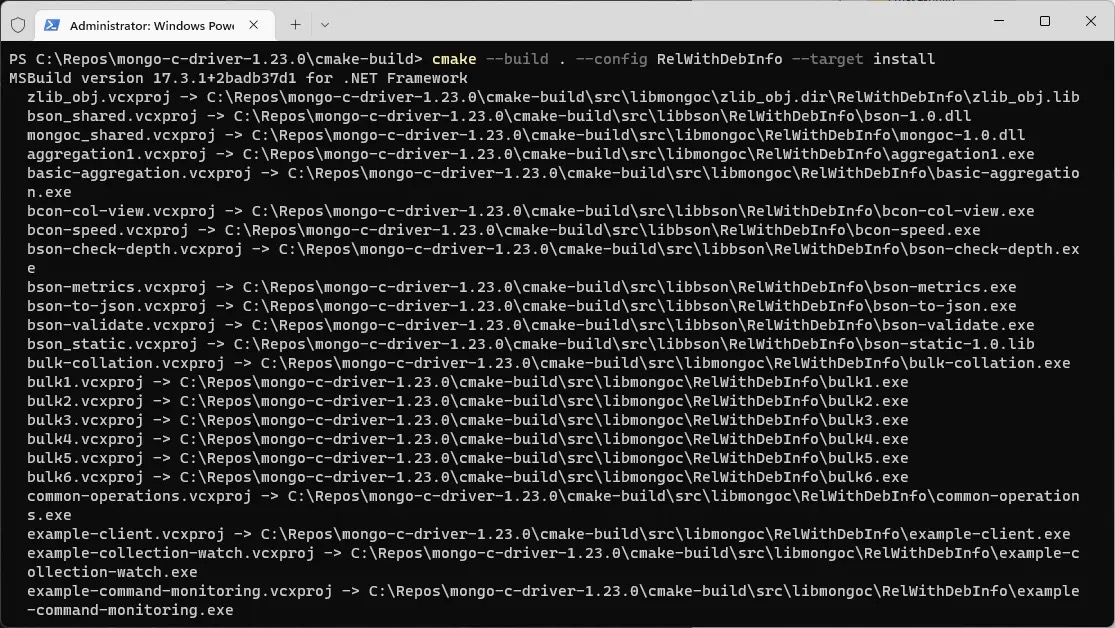 Administrator: Windows Powe
PS C:\Repos\mongo-c-driver-1.23.0\cmake-build> cmake --build . --config RelWithDebInfo --target install
MSBuild version 17.3.1+2badb37d1 for .NET Framework
zlib_obj.vcxproj -> C:\Repos\mongo-c-driver-1.23.0\cmake-build\src\libmongoc\zlib_obj.dir\RelWithDebInfo\zlib_obj.lib
bson_shared.vcxproj -> C:\Repos\mongo-c-driver-1.23.0\cmake-build\src\libbson\RelWithDebInfo\bson-1.0.dll
mongoc_shared.vcxproj -> C:\Repos\mongo-c-driver-1.23.0\cmake-build\src\libmongoc\RelWithDebInfo\mongoc-1.0.dll
aggregation1.vcxproj -> C:\Repos\mongo-c-driver-1.23.0\cmake-build\src\libmongoc\RelWithDebInfo\aggregation1.exe
basic-aggregation.vcxproj -> C:\Repos\mongo-c-driver-1.23.0\cmake-build\src\libmongoc\RelWithDebInfo\basic-aggregatio
n.exe
bcon-col-view.vcxproj -> C:\Repos\mongo-c-driver-1.23.0\cmake-build\src\libbson\RelWithDebInfo\bcon-col-view.exe
bcon-speed.vcxproj -> C:\Repos\mongo-c-driver-1.23.0\cmake-build\src\libbson\RelWithDebInfo\bcon-speed.exe
bson-check-depth.vcxproj -> C:\Repos\mongo-c-driver-1.23.0\cmake-build\src\libbson\RelWithDebInfo\bson-check-depth.ex
e
bson-metrics.vcxproj -> C:\Repos\mongo-c-driver-1.23.0\cmake-build\src\libbson\RelWithDebInfo\bson-metrics.exe
bson-to-json.vcxproj -> C:\Repos\mongo-c-driver-1.23.0\cmake-build\src\libbson\RelWithDebInfo\bson-to-json.exe
bson-validate.vcxproj -> C:\Repos\mongo-c-driver-1.23.0\cmake-build\src\libbson\RelWithDebInfo\bson-validate.exe
bson_static.vcxproj -> C:\Repos\mongo-c-driver-1.23.0\cmake-build\src\libbson\RelWithDebInfo\bson-static-1.0.lib
bulk-collation.vcxproj -> C:\Repos\mongo-c-driver-1.23.0\cmake-build\src\libmongoc\RelWithDebInfo\bulk-collation.exe
bulk1.vcxproj -> C:\Repos\mongo-c-driver-1.23.0\cmake-build\src\libmongoc\RelWithDebInfo\bulk1.exe
bulk2.vcxproj -> C:\Repos\mongo-c-driver-1.23.0\cmake-build\src\libmongoc\RelWithDebInfo\bulk2.exe
bulk3.vcxproj -> C:\Repos\mongo-c-driver-1.23.0\cmake-build\src\libmongoc\RelWithDebInfo\bulk3.exe
bulk4.vcxproj -> C:\Repos\mongo-c-driver-1.23.0\cmake-build\src\libmongoc\RelWithDebInfo\bulk4.exe
bulk5.vcxproj -> C:\Repos\mongo-c-driver-1.23.0\cmake-build\src\libmongoc\RelWithDebInfo\bulk5.exe
bulk6.vcxproj -> C:\Repos\mongo-c-driver-1.23.0\cmake-build\src\libmongoc\RelWithDebInfo\bulk6.exe
common-operations.vcxproj -> C:\Repos\mongo-c-driver-1.23.0\cmake-build\src\libmongoc\RelWithDebInfo\common-operation
s.exe
example-client.vcxproj -> C:\Repos\mongo-c-driver-1.23.0\cmake-build\src\libmongoc\RelWithDebInfo\example-client.exe
example-collection-watch.vcxproj -> C:\Repos\mongo-c-driver-1.23.0\cmake-build\src\libmongoc\RelWithDebInfo\example-c
ollection-watch.exe
example-command-monitoring.vcxproj -> C:\Repos\mongo-c-driver-1.23.0\cmake-build\src\libmongoc\RelWithDebInfo\example
-command-monitoring.exe